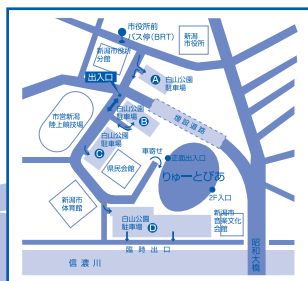 市役所前
バス停(BRT)
新潟市役所
分館
新潟
市役所
A
白山公園
駐車場
出入口
白山公園
駐車場
B
市営新潟
陸上競技場
白山公園
駐車場
C
埋設道路
車寄せ
正面出入口
県民会館
りゅーとぴあ
2F入口
新潟市
体育館
白山公園
駐車場
D
新潟市
音楽文化
会館
臨時出口
昭和大橋
信濃川